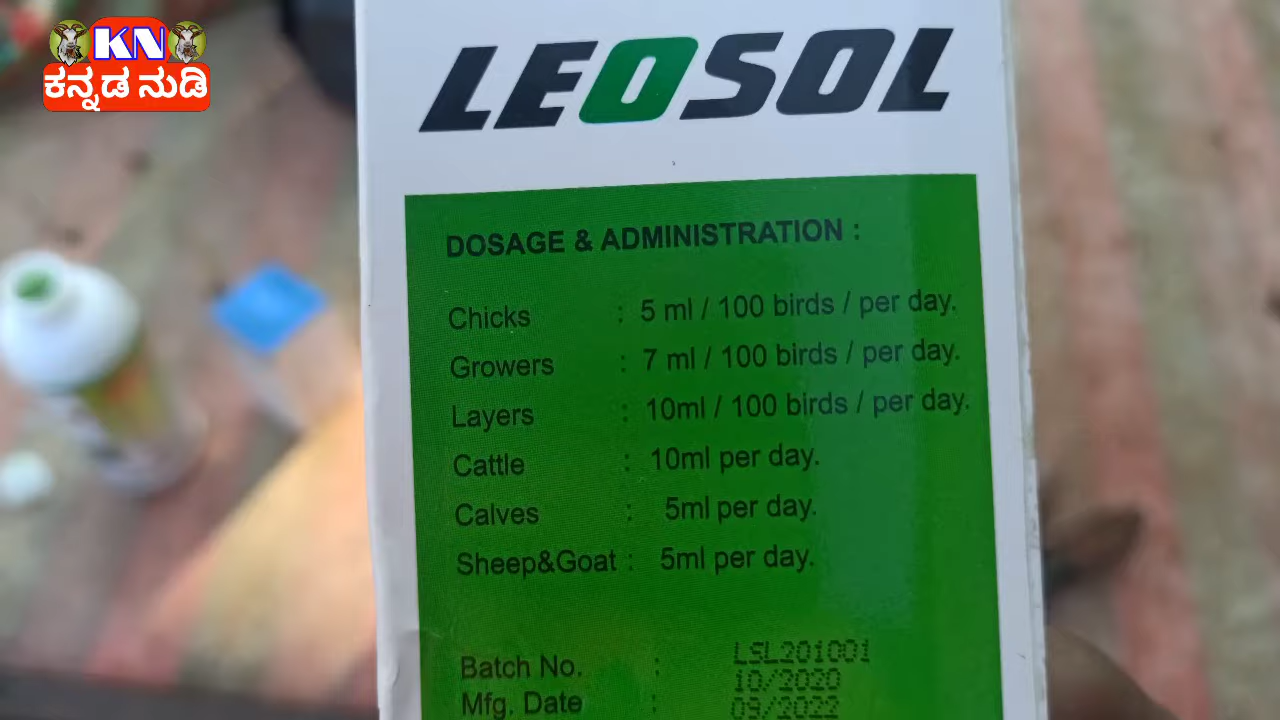 KN
ಕನ್ನಡ ನುಡಿ
LEOSOL
DOSAGE & ADMINISTRATION :
Chicks : 5 ml / 100 birds / per day.
Growers : 7 ml / 100 birds / per day.
Layers : 10ml / 100 birds / per day.
Cattle : 10ml per day.
Calves : 5ml per day.
Sheep&Goat : 5ml per day.
Batch No. : LSL201001
Mfg. Date : 10/2020
09/2022